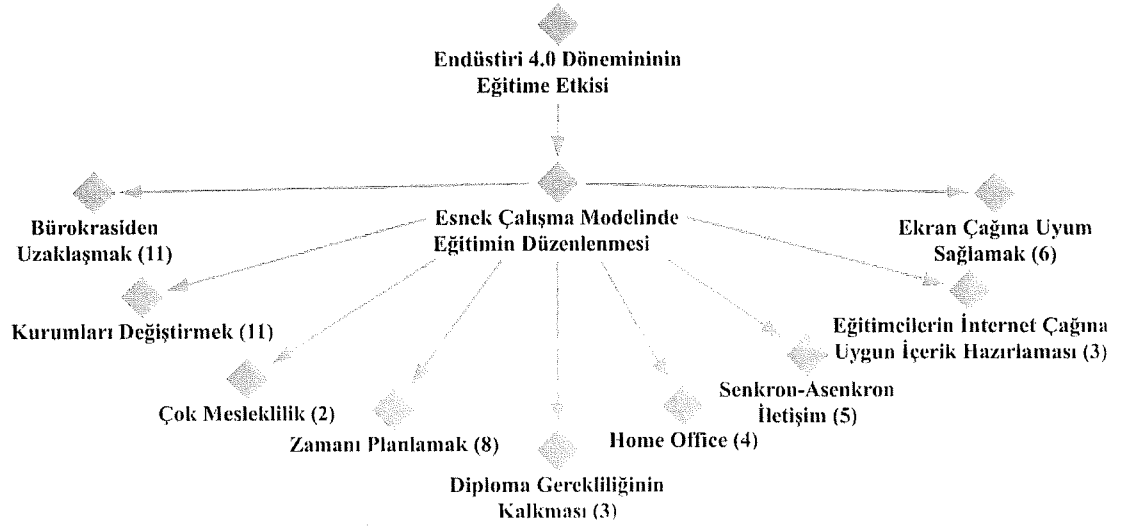 Endüstri 4.0 Dönemininin
Eğitime Etkisi
Esnek Çalışma Modelinde
Eğitimin Düzenlenmesi
Bürokrasiden
Uzaklaşmak (11)
Ekran Çağına Uyum
Sağlamak (6)
Kurumları Değiştirmek (11)
Eğitimcilerin İnternet Çağına
Uygun İçerik Hazırlaması (3)
Çok Mesleklilik (2)
Senkron-Asenkron
İletişim (5)
Zamanı Planlamak (8)
Home Office (4)
Diploma Gerekliliğinin
Kalkması (3)